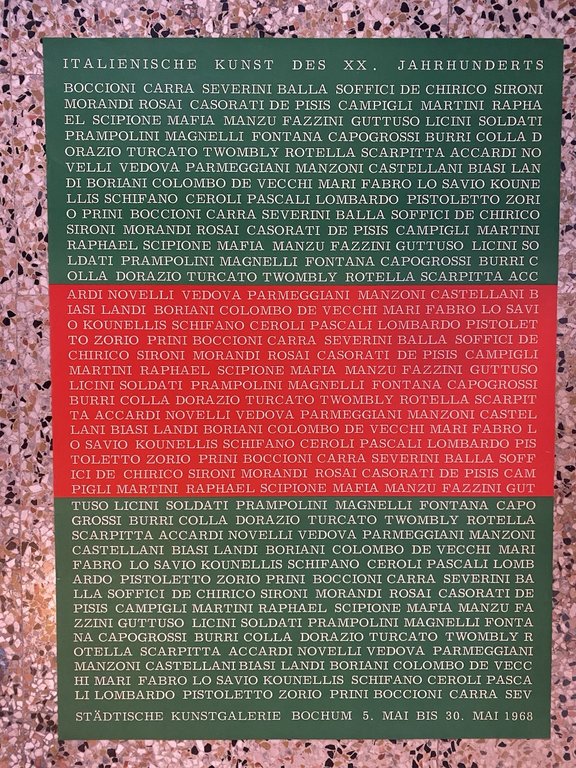 ITALIENISCHE KUNST DES XX. JAHRHUNDERTS
BOCCIONI CARRA SEVERINI BALLA SOFFICI DE CHIRICO SIRONI
MORANDI ROSAI CASORATI DE PISIS CAMPIGLI MARTINI RAPHA
EL SCIPIONE MAFIA MANZU FAZZINI GUTTUSO LICINI SOLDATI
PRAMPOLINI MAGNELLI FONTANA CAPOGROSSI BURRI COLLA D
ORAZIO TURCATO TWOMBLY ROTELLA SCARPITTA ACCARDI NO
VELLI VEDOVA PARMEGGIANI MANZONI CASTELLANI BIASI LAN
DI BORIANI COLOMBO DE VECCHI MARI FABRO LO SAVIO KOUNE
LLIS SCHIFANO CEROLI PASCALI LOMBARDO PISTOLETTO ZORI
O PRINI BOCCIONI CARRA SEVERINI BALLA SOFFICI DE CHIRICO
SIRONI MORANDI ROSAI CASORATI DE PISIS CAMPIGLI MARTINI
RAPHAEL SCIPIONE MAFIA MANZU FAZZINI GUTTUSO LICINI SO
LDATI PRAMPOLINI MAGNELLI FONTANA CAPOGROSSI BURRI C
OLLA DORAZIO TURCATO TWOMBLY ROTELLA SCARPITTA ACC
ARDI NOVELLI VEDOVA PARMEGGIANI MANZONI CASTELLANI B
IASI LANDI BORIANI COLOMBO DE VECCHI MARI FABRO LO SAVI
O KOUNELLIS SCHIFANO CEROLI PASCALI LOMBARDO PISTOLET
TO ZORIO PRINI BOCCIONI CARRA SEVERINI BALLA SOFFICI DE
CHIRICO SIRONI MORANDI ROSAI CASORATI DE PISIS CAMPIGLI
MARTINI RAPHAEL SCIPIONE MAFIA MANZU FAZZINI GUTTUSO
LICINI SOLDATI PRAMPOLINI MAGNELLI FONTANA CAPOGROSSI
BURRI COLLA DORAZIO TURCATO TWOMBLY ROTELLA SCARPIT
TA ACCARDI NOVELLI VEDOVA PARMEGGIANI MANZONI CASTEL
LANI BIASI LANDI BORIANI COLOMBO DE VECCHI MARI FABRO L
O SAVIO KOUNELLIS SCHIFANO CEROLI PASCALI LOMBARDO PIS
TOLETTO ZORIO PRINI BOCCIONI CARRA SEVERINI BALLA SOFF
ICI DE CHIRICO SIRONI MORANDI ROSAI CASORATI DE PISIS CAM
PIGLI MARTINI RAPHAEL SCIPIONE MAFIA MANZU FAZZINI GUT
TUSO LICINI SOLDATI PRAMPOLINI MAGNELLI FONTANA CAPO
GROSSI BURRI COLLA DORAZIO TURCATO TWOMBLY ROTELLA
SCARPITTA ACCARDI NOVELLI VEDOVA PARMEGGIANI MANZONI
CASTELLANI BIASI LANDI BORIANI COLOMBO DE VECCHI MARI
FABRO LO SAVIO KOUNELLIS SCHIFANO CEROLI PASCALI LOMB
ARDO PISTOLETTO ZORIO PRINI BOCCIONI CARRA SEVERINI BA
LLA SOFFICI DE CHIRICO SIRONI MORANDI ROSAI CASORATI DE
PISIS CAMPIGLI MARTINI RAPHAEL SCIPIONE MAFIA MANZU FA
ZZINI GUTTUSO LICINI SOLDATI PRAMPOLINI MAGNELLI FONTA
NA CAPOGROSSI BURRI COLLA DORAZIO TURCATO TWOMBLY R
OTELLA SCARPITTA ACCARDI NOVELLI VEDOVA PARMEGGIANI
MANZONI CASTELLANI BIASI LANDI BORIANI COLOMBO DE VECC
HI MARI FABRO LO SAVIO KOUNELLIS SCHIFANO CEROLI PASCA
LI LOMBARDO PISTOLETTO ZORIO PRINI BOCCIONI CARRA SEV
STÄDTISCHE KUNSTGALERIE BOCHUM 5. MAI BIS 30. MAI 1968